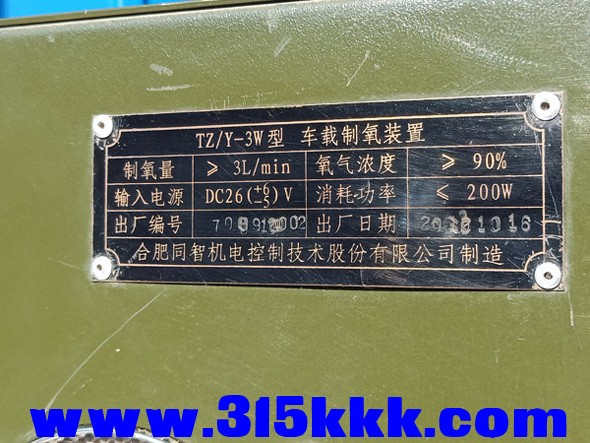 TZ/Y-3W型 车载制氧装置
制氧量 ≥ 3L/min 氧气浓度 ≥ 90%
输入电源 DC26(+6 -5)V 消耗功率 ≤ 200W
出厂编号 出厂日期
合肥同智机电控制技术股份有限公司制造
www.315kkk.com